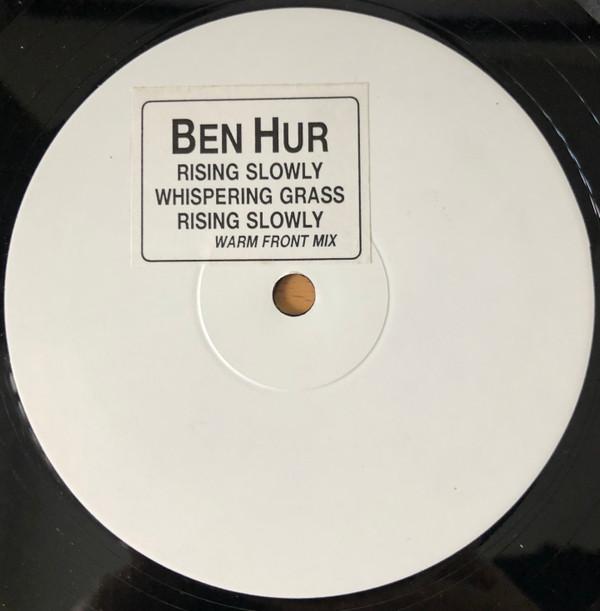 BEN HUR
RISING SLOWLY
WHISPERING GRASS
RISING SLOWLY
WARM FRONT MIX